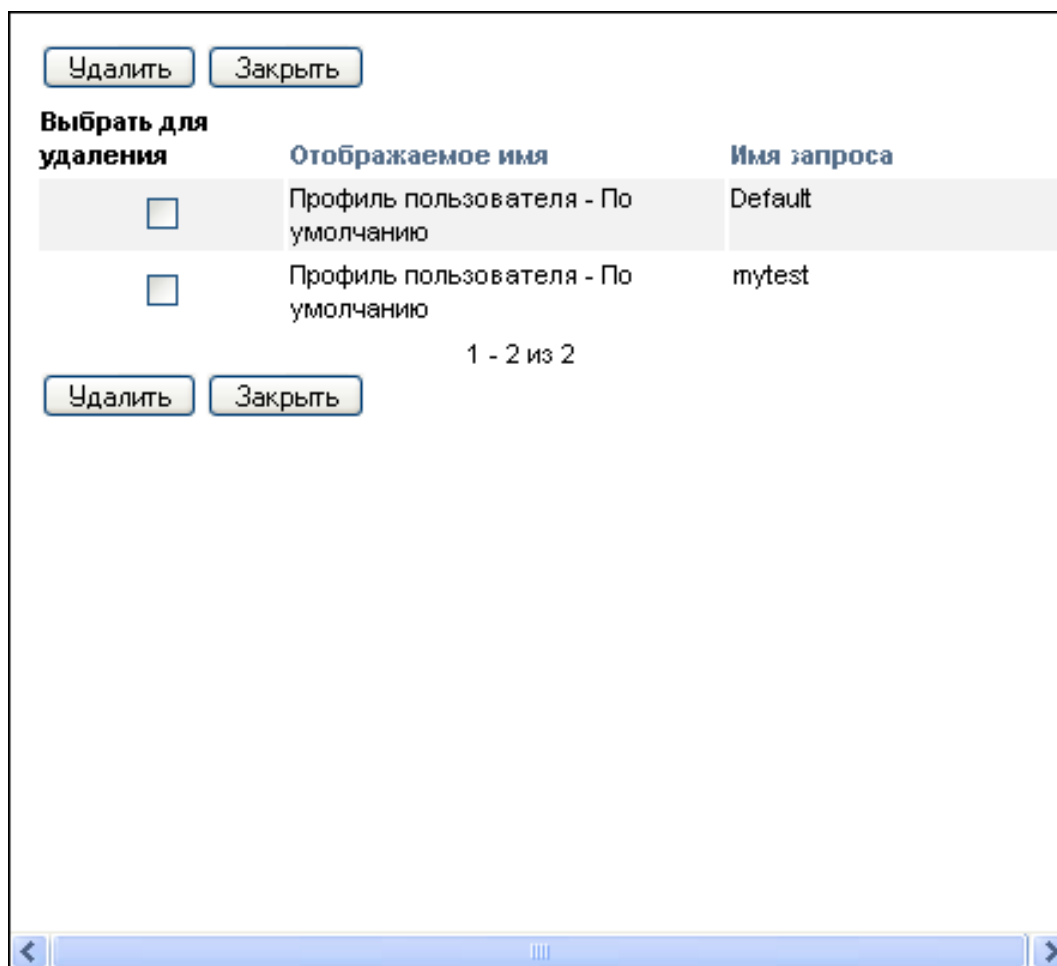 Удалить Закрыть
Выбрать для
удаления Отображаемое имя Имя запроса
Профиль пользователя - По Default
умолчанию
Профиль пользователя - По mytest
умолчанию
1 - 2 из 2
Удалить Закрыть